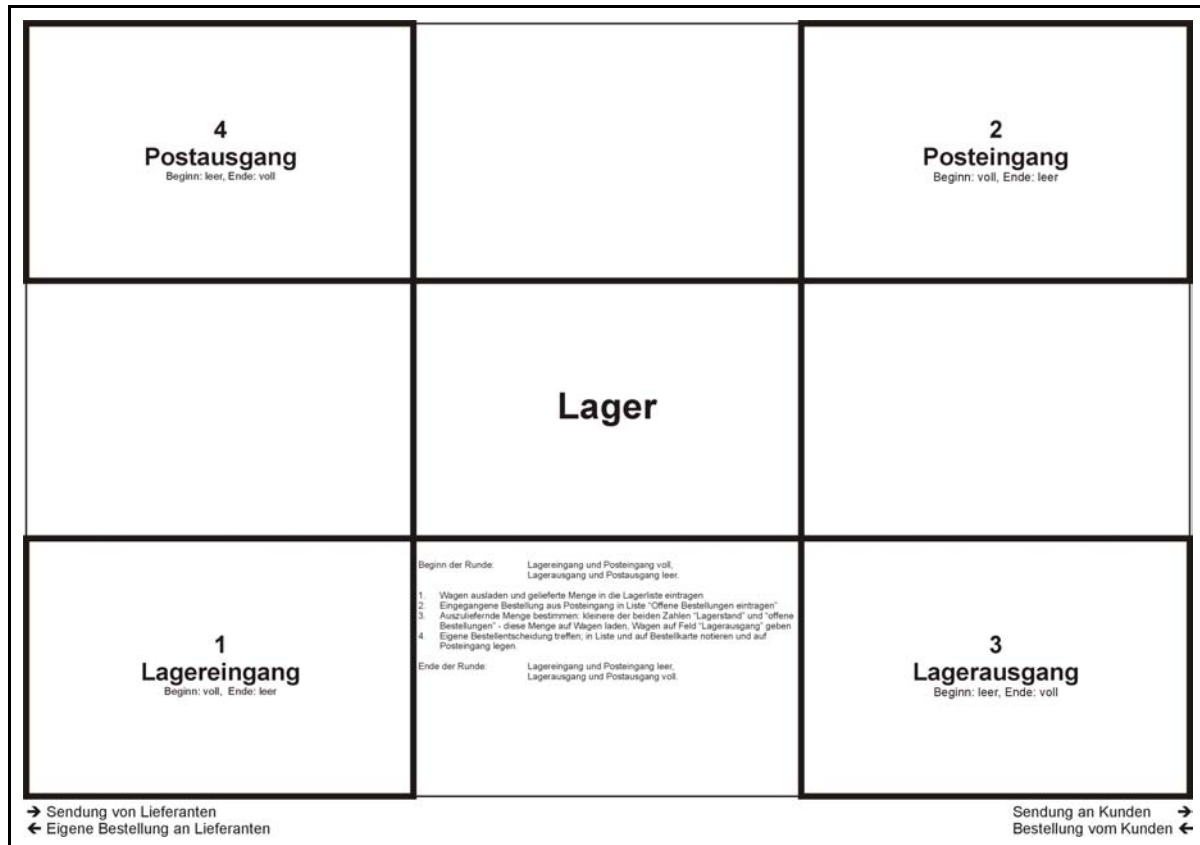 4
Postausgang
Beginn: leer, Ende: voll
2
Posteingang
Beginn: voll, Ende: leer
Lager
1
Lagereingang
Beginn: voll, Ende: leer
Beginn der Runde: Lagereingang und Posteingang voll,
Lagerausgang und Postausgang leer.
1. Wagen ausladen und gelieferte Menge in die Lagerliste eintragen
2. Eingegangene Bestellung aus Posteingang in Liste "Offene Bestellungen eintragen"
3. Auszuliefernde Menge bestimmen: kleinere der beiden Zahlen "Lagerstand" und "offene
Bestellungen" - diese Menge auf Wagen laden, Wagen auf Feld "Lagerausgang" geben
4 Eigene Bestellentscheidung treffen; in Liste und auf Bestellkarte notieren und auf
Posteingang legen.
Ende der Runde: Lagereingang und Posteingang leer,
Lagerausgang und Postausgang voll.
3
Lagerausgang
Beginn: leer, Ende: voll
→ Sendung von Lieferanten
← Eigene Bestellung an Lieferanten
Sendung an Kunden →
Bestellung vom Kunden ←